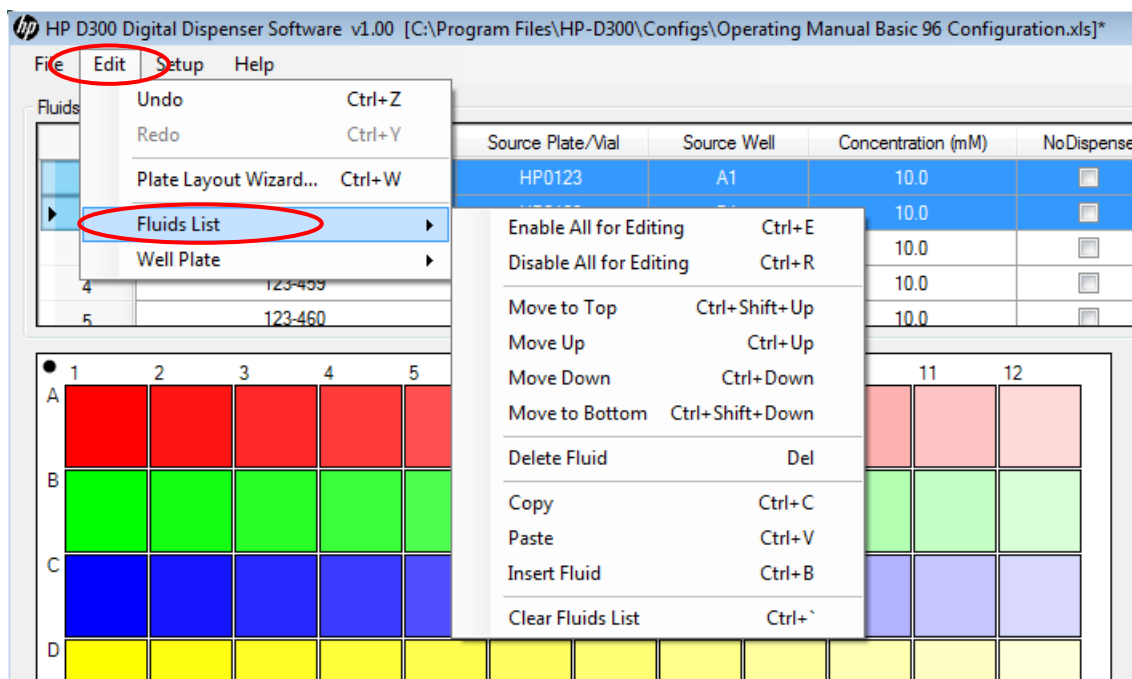 hp HP D300 Digital Dispenser Software v1.00 [C:\Program Files\HP-D300\Configs\Operating Manual Basic 96 Configuration.xls]*
File Edit Setup Help
Fluids
Undo Ctrl+Z
Redo Ctrl+Y
Plate Layout Wizard... Ctrl+W
Fluids List
Well Plate
Source Plate/Vial Source Well Concentration (mM) NoDispense
HP0123 A1 10.0
10.0
10.0
4 123-459 10.0
5 123-460 10.0
Enable All for Editing Ctrl+E
Disable All for Editing Ctrl+R
Move to Top Ctrl+Shift+Up
Move Up Ctrl+Up
Move Down Ctrl+Down
Move to Bottom Ctrl+Shift+Down
Delete Fluid Del
Copy Ctrl+C
Paste Ctrl+V
Insert Fluid Ctrl+B
Clear Fluids List Ctrl+`
1 2 3 4 5 11 12
A
B
C
D